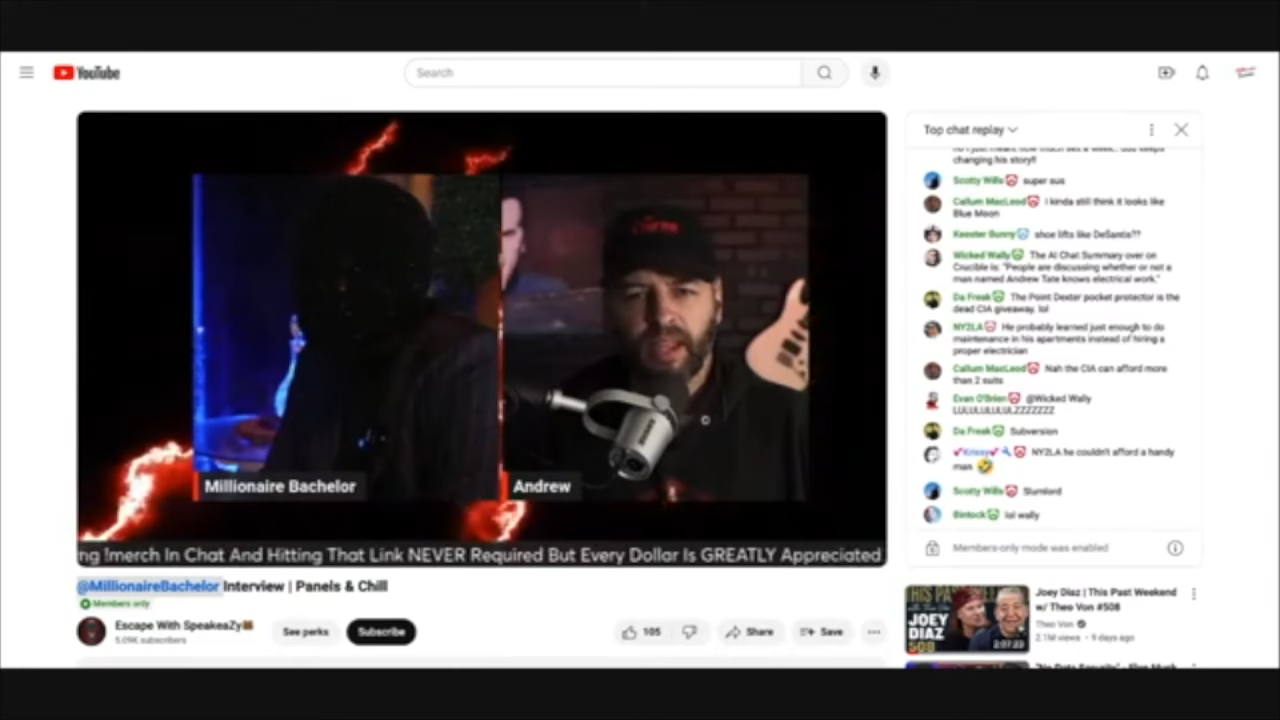 YouTube
Search
Top chat replay
changing his story!!
Scotty Wills super sus
Callum MacLeod I kinda still think it looks like
Blue Moon
Keester Bunny shoe lifts like DeSantis??
Wicked Wally The AI Chat Summary over on
Crucible is: "People are discussing whether or not a
man named Andrew Tate knows electrical work."
Da Freak The Point Dexter pocket protector is the
dead CIA giveaway. lol
NY2LA He probably learned just enough to do
maintenance in his apartments instead of hiring a
proper electrician
Callum MacLeod Nah the CIA can afford more
than 2 suits
Evan O'Brien @Wicked Wally
Da Freak Subversion
Krissy NY2LA he couldn't afford a handy
man
Scotty Wills Slumlord
Bintock lol wally
Members-only mode was enabled
Millionaire Bachelor
Andrew
ng !merch In Chat And Hitting That Link NEVER Required But Every Dollar Is GREATLY Appreciated
@MillionaireBachelor Interview | Panels & Chill
Members only
Escape With SpeakeaZy
5.09K subscribers
See perks
Subscribe
105
Share
Save
JOEY
DIAZ
508
2:07:23
Joey Diaz | This Past Weekend
w/ Theo Von #508
Theo Von
2.1M views • 9 days ago